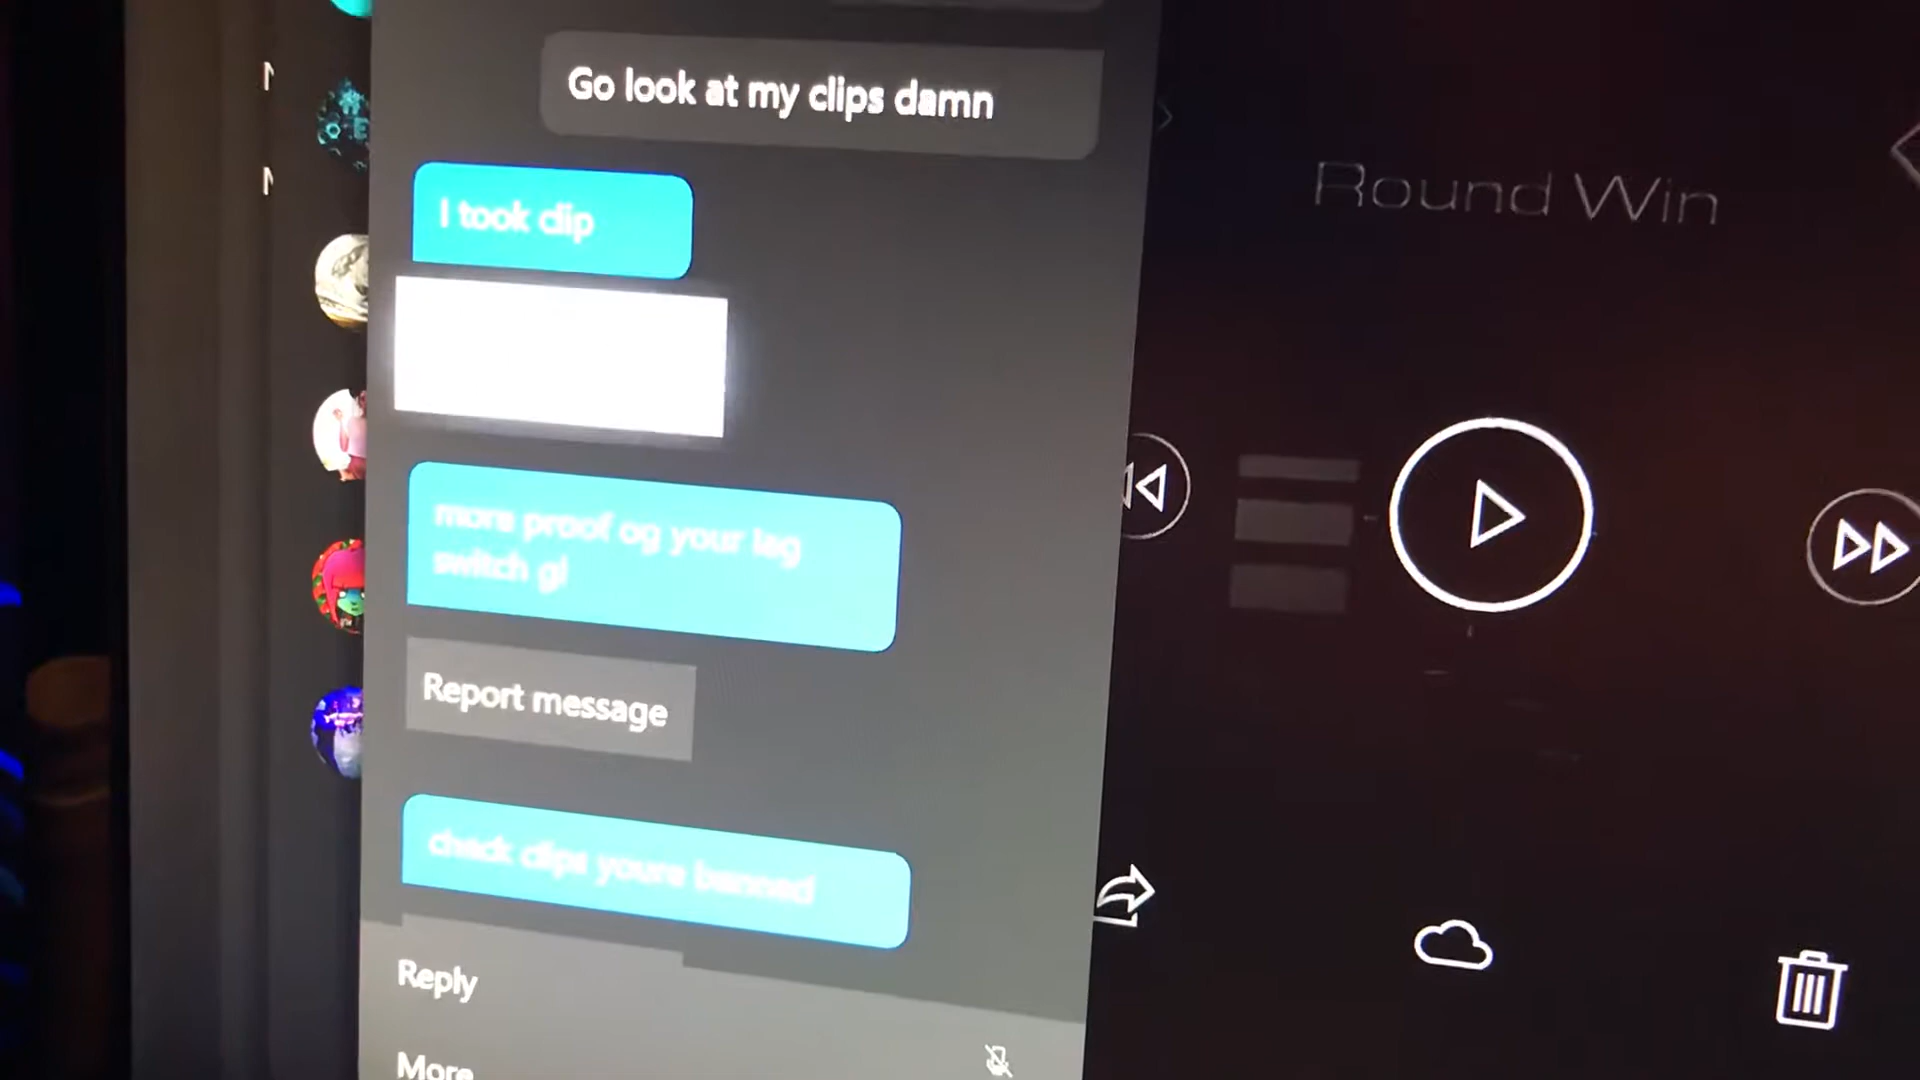 Go look at my clips damn
I took clip
more proof og your lag
switch gl
Report message
check clips youre banned
Reply
More
Round Win